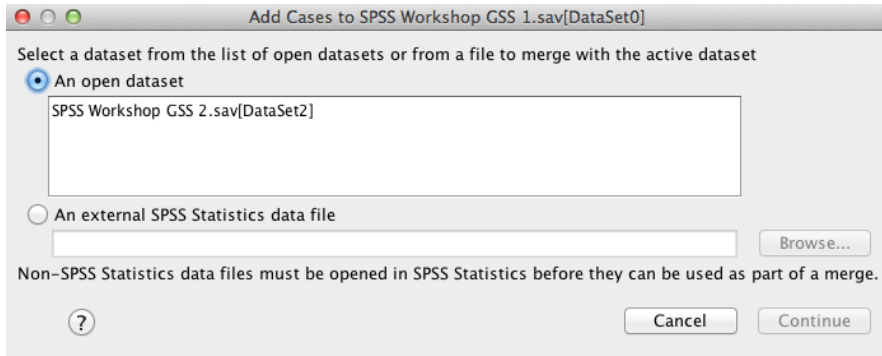 Add Cases to SPSS Workshop GSS 1.sav[DataSet0]
Select a dataset from the list of open datasets or from a file to merge with the active dataset
An open dataset
SPSS Workshop GSS 2.sav[DataSet2]
An external SPSS Statistics data file
Browse...
Non-SPSS Statistics data files must be opened in SPSS Statistics before they can be used as part of a merge.
? Cancel Continue